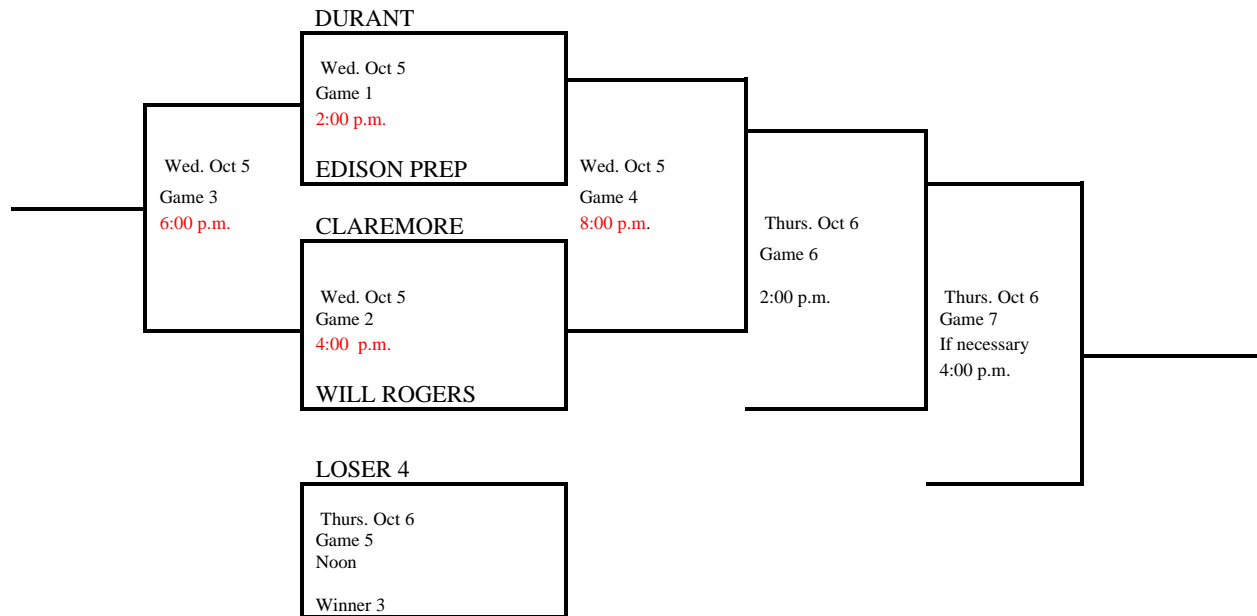 DURANT
Wed. Oct 5
Game 1
2:00 p.m.
EDISON PREP
Wed. Oct 5
Game 3
6:00 p.m.
Wed. Oct 5
Game 4
8:00 p.m.
CLAREMORE
Wed. Oct 5
Game 2
4:00 p.m.
WILL ROGERS
Thurs. Oct 6
Game 6
2:00 p.m.
Thurs. Oct 6
Game 7
If necessary
4:00 p.m.
LOSER 4
Thurs. Oct 6
Game 5
Noon
Winner 3